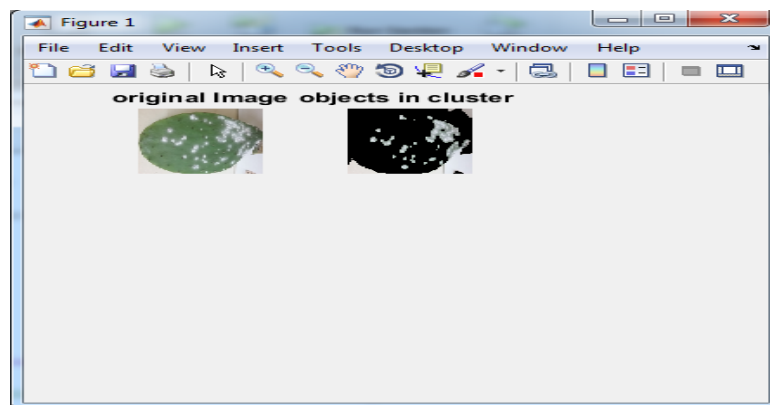 Figure 1
File Edit View Insert Tools Desktop Window Help
original Image objects in cluster